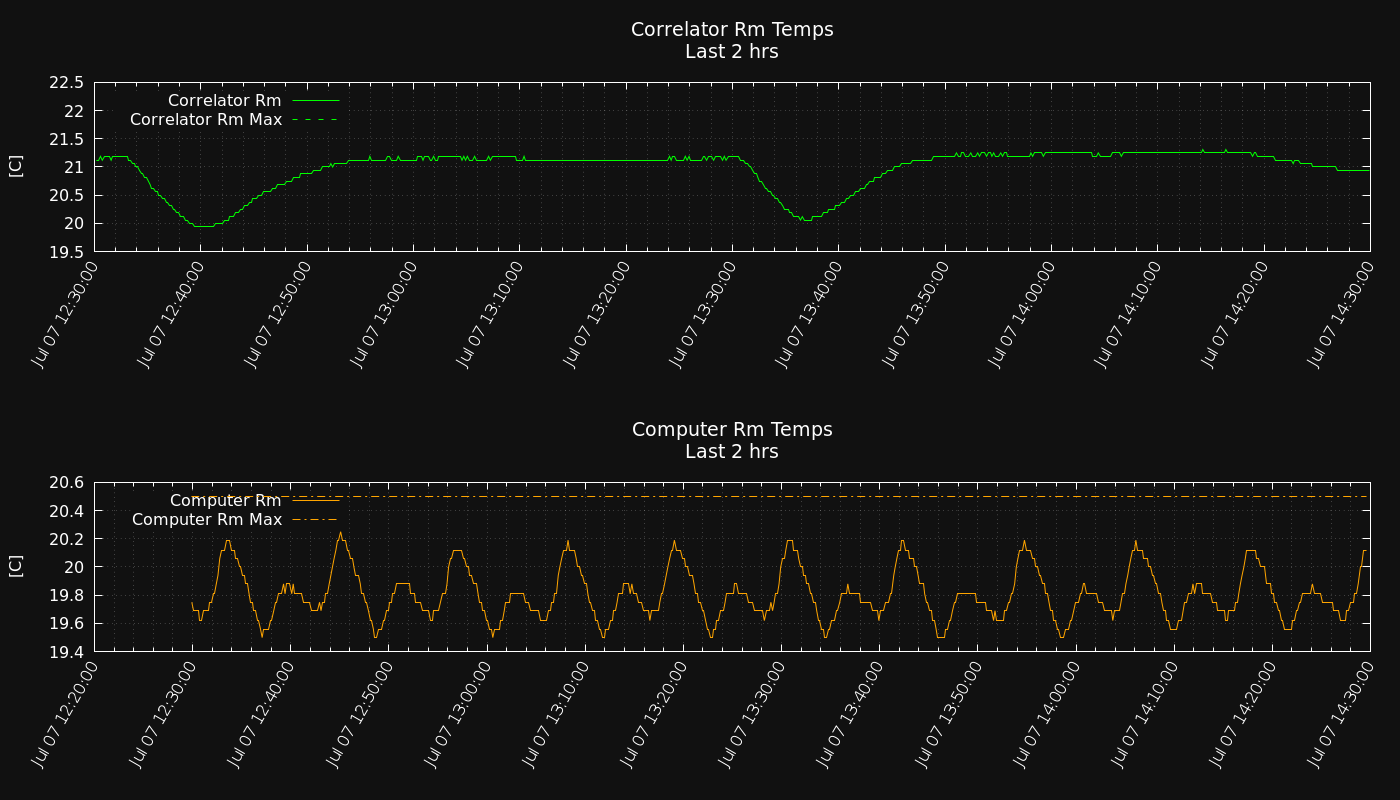 Correlator Rm Temps
Last 2 hrs
22.5
22
21.5
21
20.5
20
19.5
[C]
Correlator Rm
Correlator Rm Max
Jul 07 12:30:00
Jul 07 12:40:00
Jul 07 12:50:00
Jul 07 13:00:00
Jul 07 13:10:00
Jul 07 13:20:00
Jul 07 13:30:00
Jul 07 13:40:00
Jul 07 13:50:00
Jul 07 14:00:00
Jul 07 14:10:00
Jul 07 14:20:00
Jul 07 14:30:00
Computer Rm Temps
Last 2 hrs
20.6
20.4
20.2
20
19.8
19.6
19.4
[C]
Computer Rm
Computer Rm Max
Jul 07 12:20:00
Jul 07 12:30:00
Jul 07 12:40:00
Jul 07 12:50:00
Jul 07 13:00:00
Jul 07 13:10:00
Jul 07 13:20:00
Jul 07 13:30:00
Jul 07 13:40:00
Jul 07 13:50:00
Jul 07 14:00:00
Jul 07 14:10:00
Jul 07 14:20:00
Jul 07 14:30:00